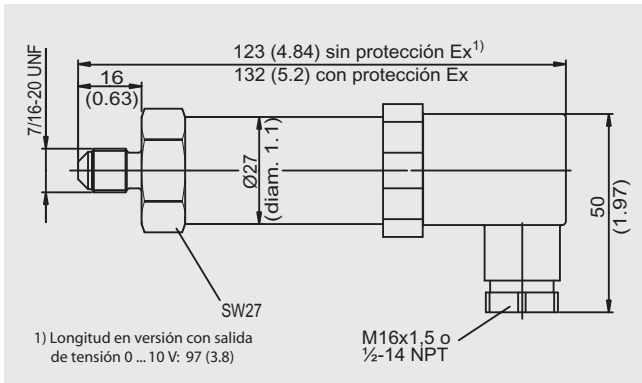 123 (4.84) sin protección Ex1)
132 (5.2) con protección Ex
16
(0.63)
7/16-20 UNF
Ø27
(diam. 1.1)
50
(1.97)
SW27
1) Longitud en versión con salida
de tensión 0 ... 10 V: 97 (3.8)
M16x1,5 o
½-14 NPT